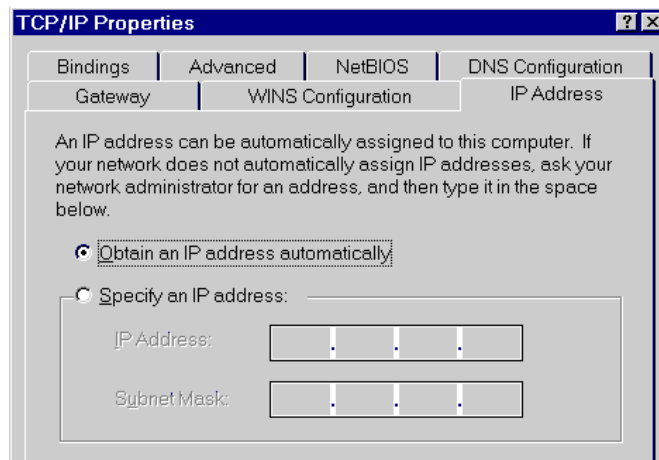 TCP/IP Properties
? X
Bindings Advanced NetBIOS DNS Configuration
Gateway WINS Configuration IP Address
An IP address can be automatically assigned to this computer. If
your network does not automatically assign IP addresses, ask your
network administrator for an address, and then type it in the space
below.
Obtain an IP address automatically
Specify an IP address:
IP Address: . . .
Subnet Mask: . . .